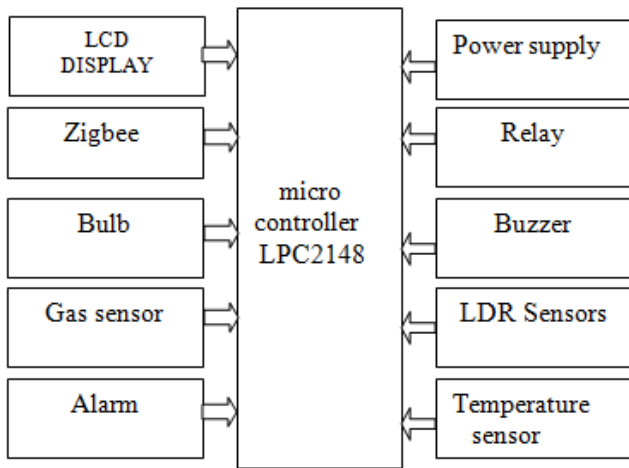 LCD
DISPLAY
Zigbee
Bulb
Gas sensor
Alarm
micro
controller
LPC2148
Power supply
Relay
Buzzer
LDR Sensors
Temperature
sensor